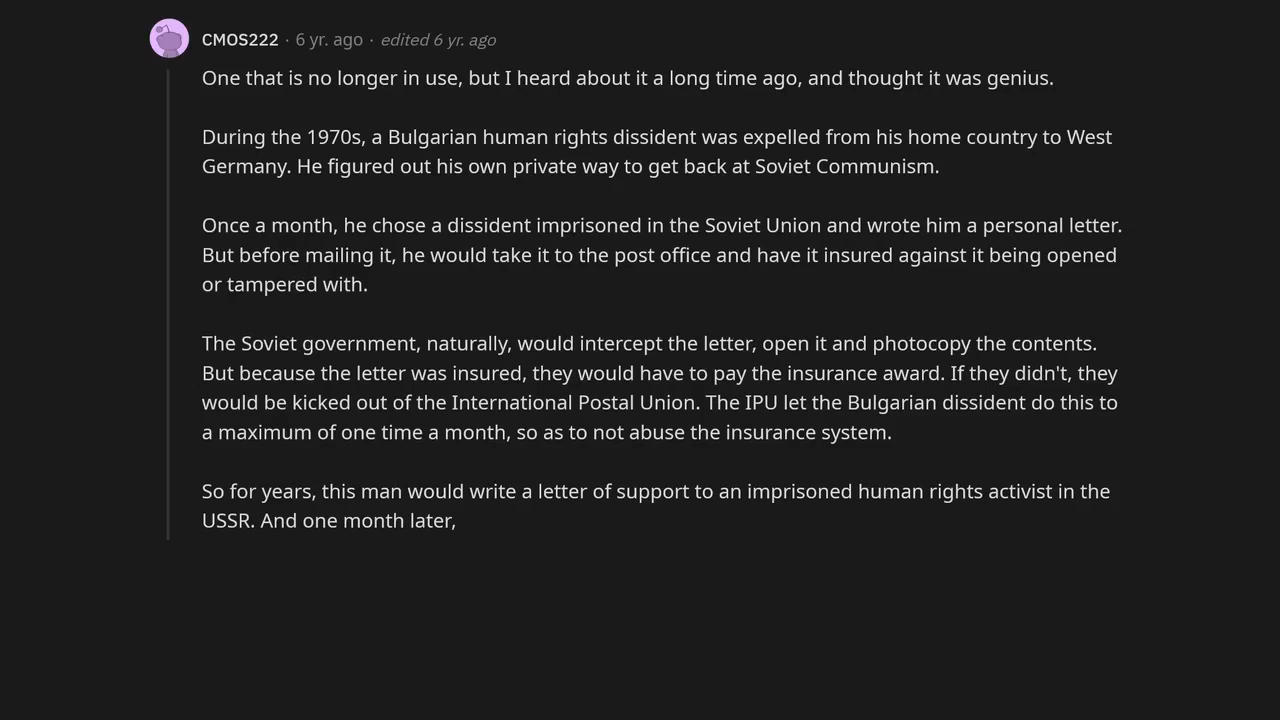 CMOS222 · 6 yr. ago · edited 6 yr. ago
One that is no longer in use, but I heard about it a long time ago, and thought it was genius.
During the 1970s, a Bulgarian human rights dissident was expelled from his home country to West
Germany. He figured out his own private way to get back at Soviet Communism.
Once a month, he chose a dissident imprisoned in the Soviet Union and wrote him a personal letter.
But before mailing it, he would take it to the post office and have it insured against it being opened
or tampered with.
The Soviet government, naturally, would intercept the letter, open it and photocopy the contents.
But because the letter was insured, they would have to pay the insurance award. If they didn't, they
would be kicked out of the International Postal Union. The IPU let the Bulgarian dissident do this to
a maximum of one time a month, so as to not abuse the insurance system.
So for years, this man would write a letter of support to an imprisoned human rights activist in the
USSR. And one month later,